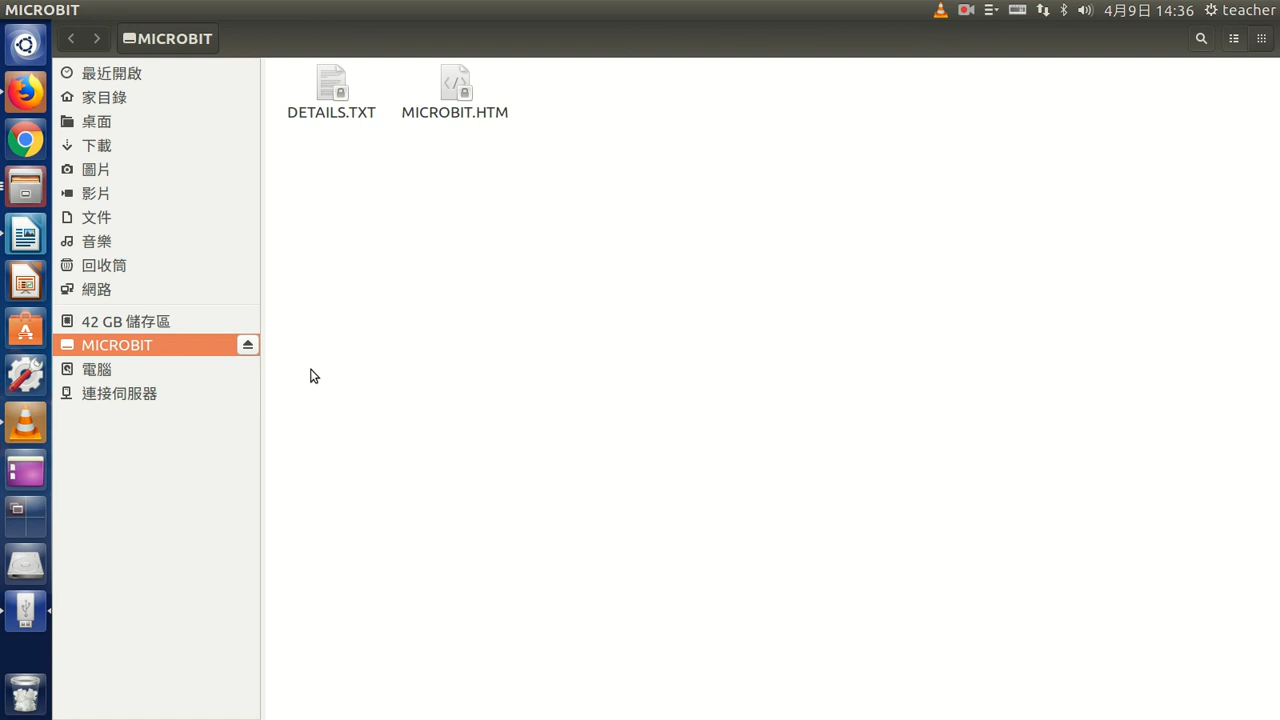 MICROBIT
4月9日 14:36
teacher
MICROBIT
最近開啟
家目錄
桌面
下載
圖片
影片
文件
音樂
回收筒
網路
42 GB 儲存區
MICROBIT
電腦
連接伺服器
DETAILS.TXT
MICROBIT.HTM